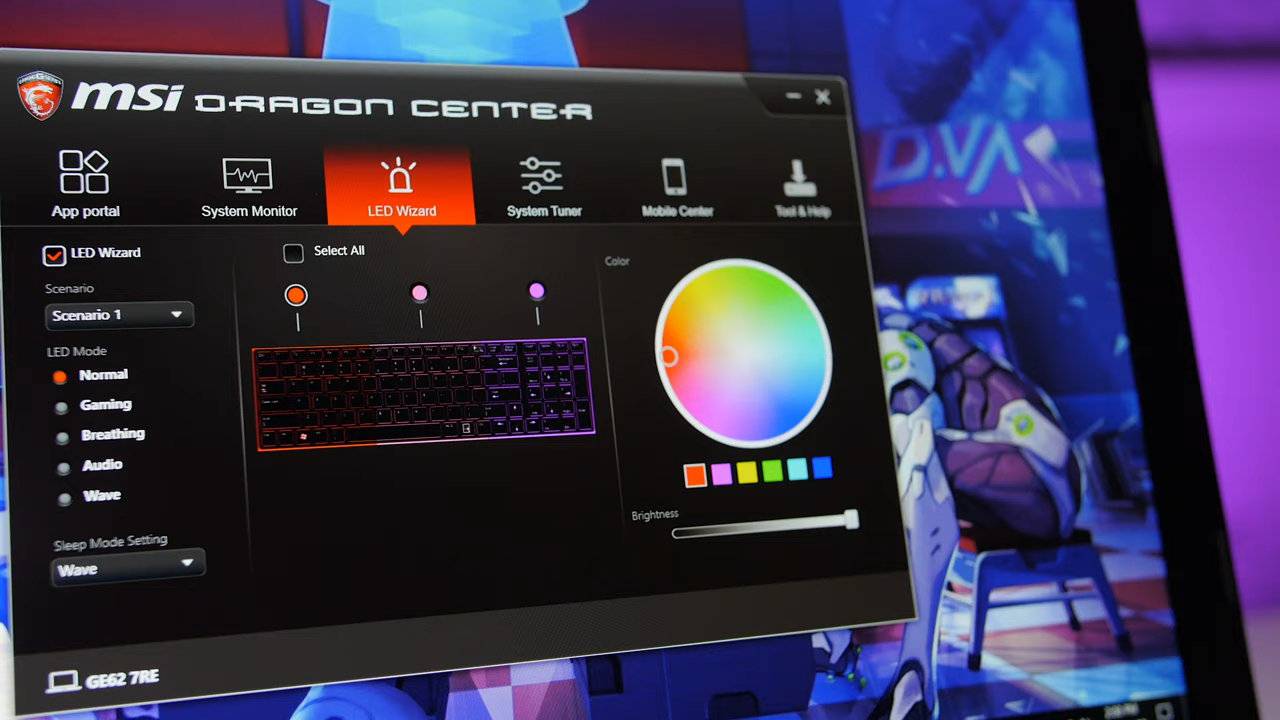 msi DRAGON CENTER
App portal
System Monitor
LED Wizard
System Tuner
Mobile Center
Tool & Help
D.VA
LED Wizard
Select All
Color
Scenario
Scenario 1
LED Mode
Normal
Gaming
Breathing
Audio
Wave
Brightness
Sleep Mode Setting
Wave
GE62 7RE